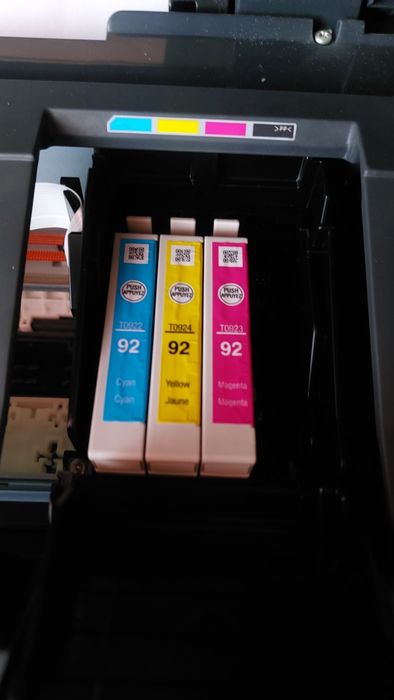 >PP<
PUSH
APPUYEZ
T0922
92
Cyan
Cyan
PUSH
APPUYEZ
T0924
92
Yellow
Jaune
PUSH
APPUYEZ
T0923
92
Magenta
Magenta